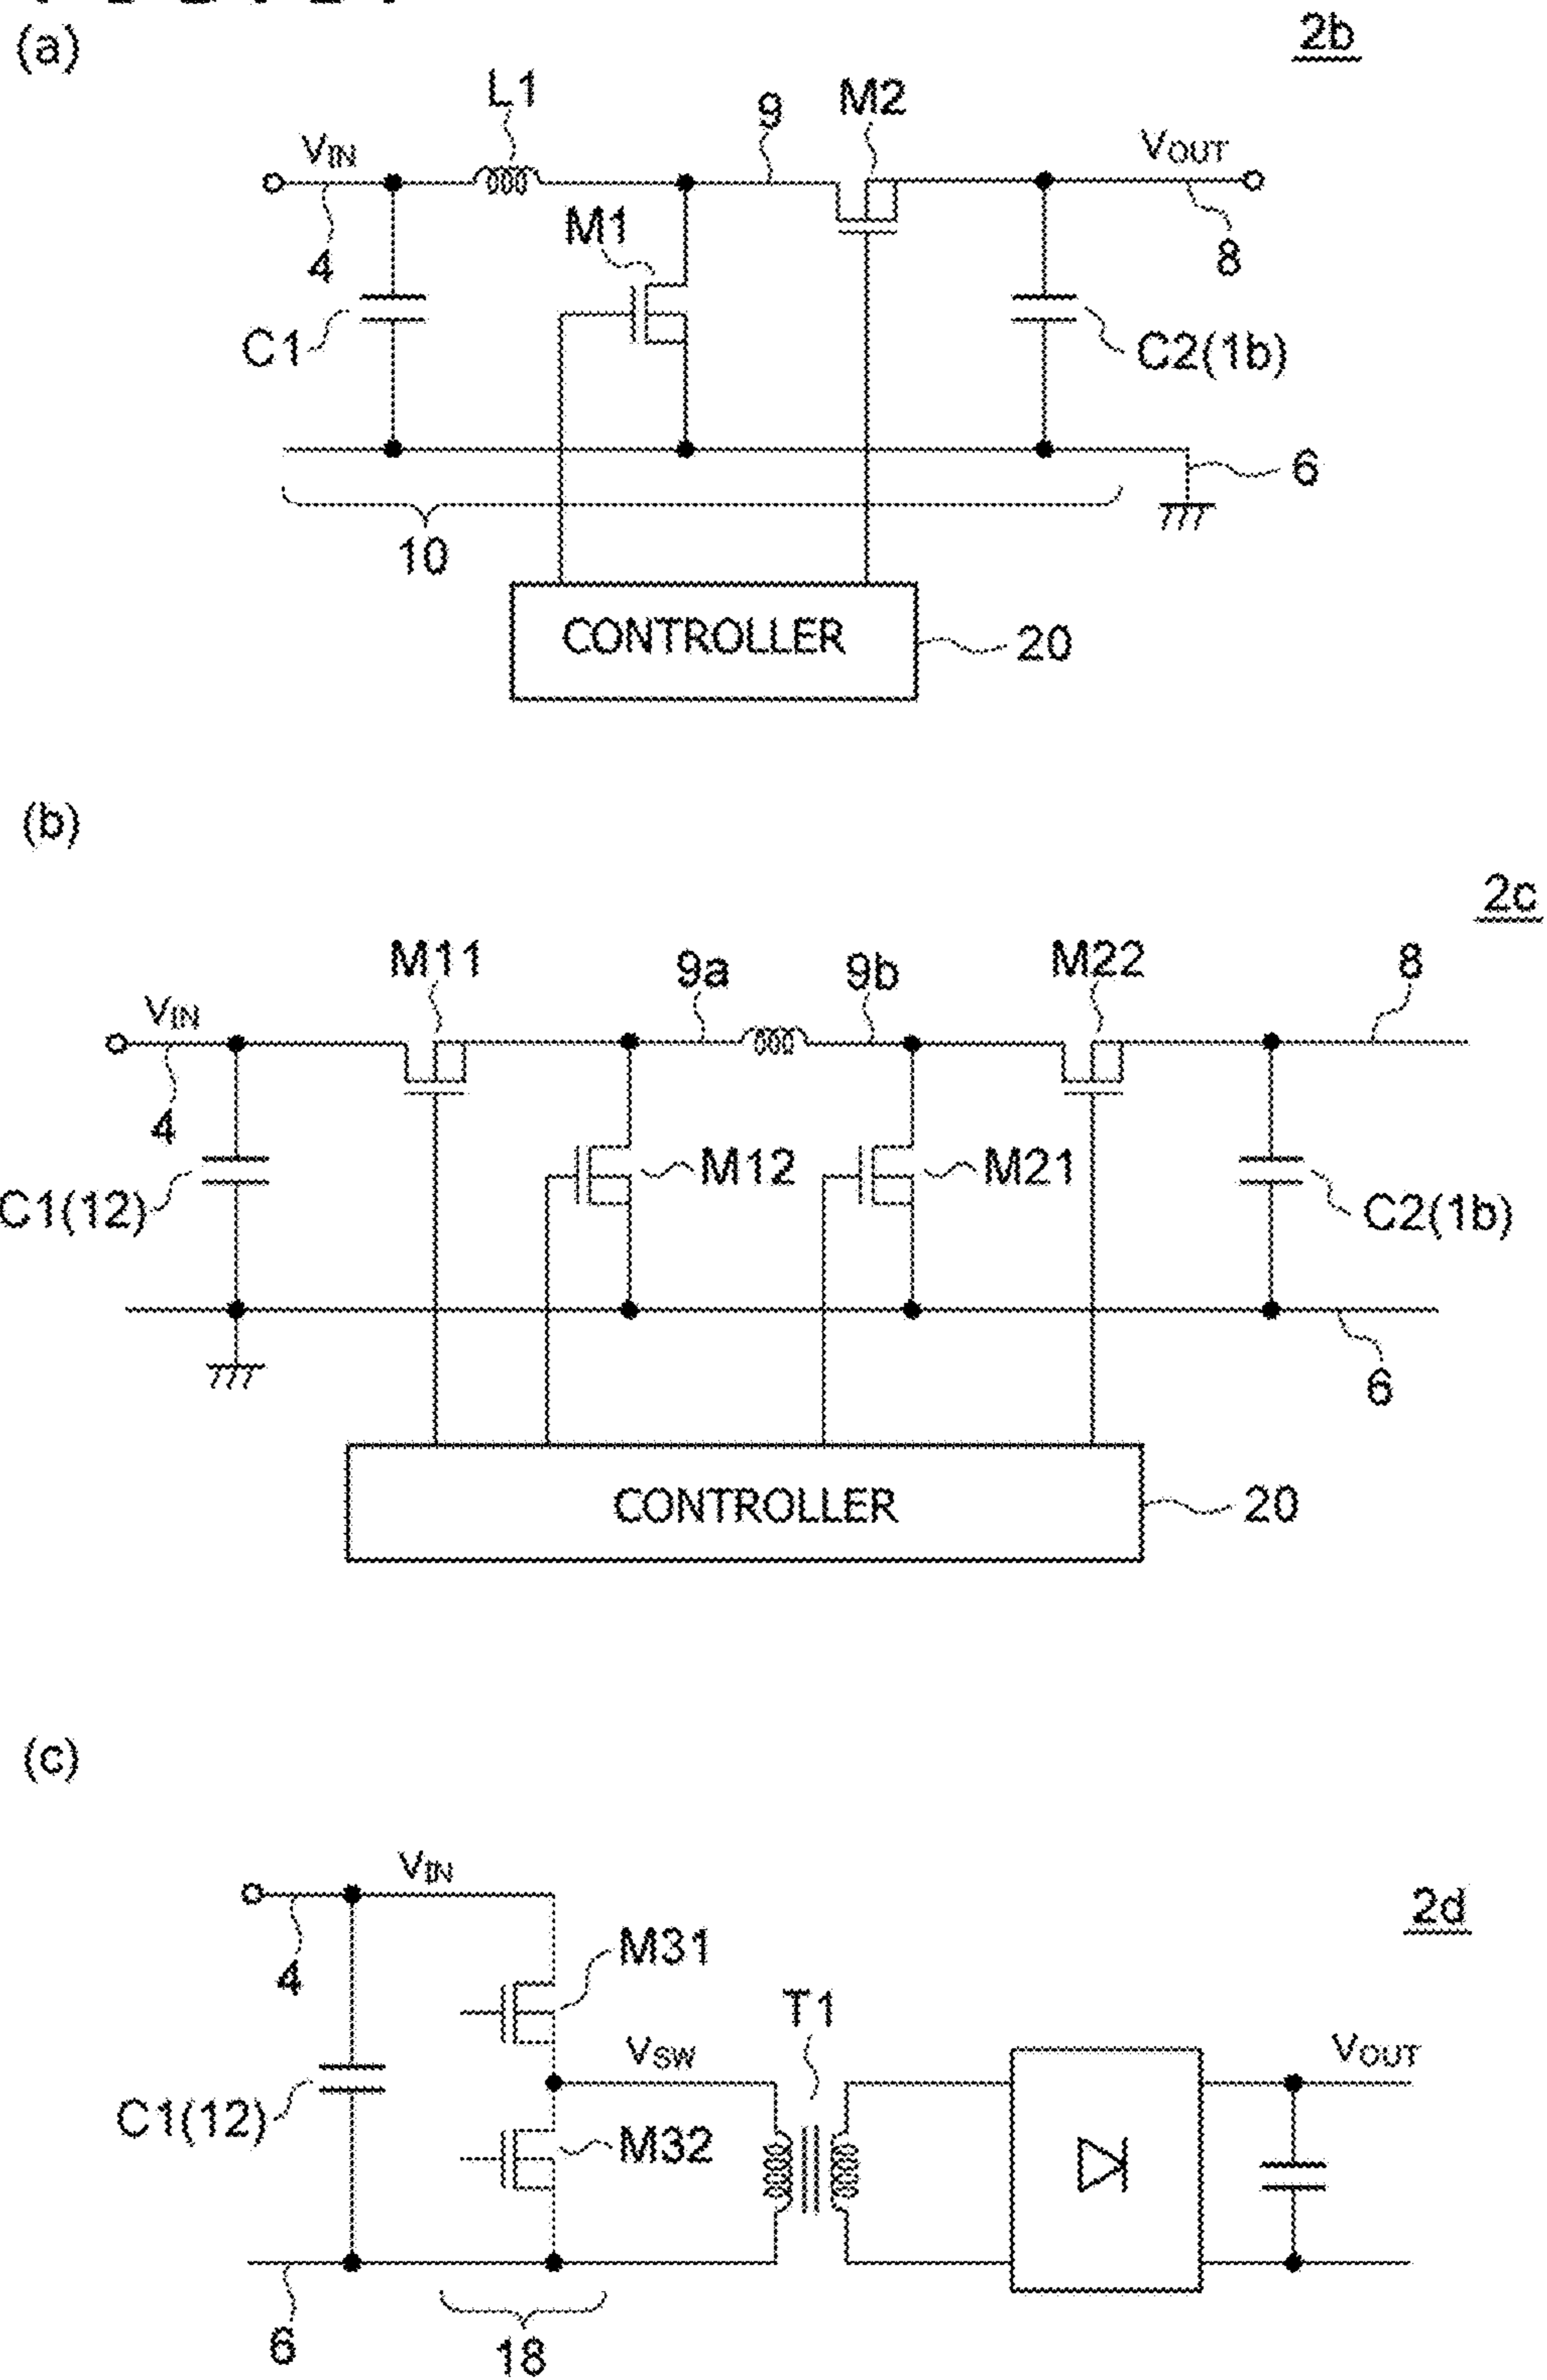 (a)
2b
L1
9
M2
VIN
VOUT
M1
4
8
C1
C2(1b)
6
10
CONTROLLER
20
(b)
2c
M11
9a
9b
M22
8
VIN
4
M12
M21
C1(12)
C2(1b)
6
CONTROLLER
20
(c)
VIN
2d
M31
4
T1
VSW
VOUT
C1(12)
M32
6
18